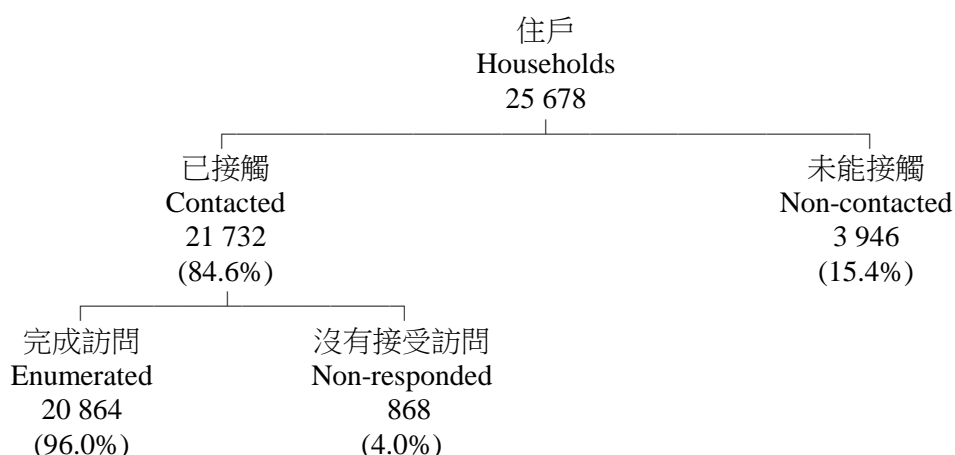 住戶
Households
25 678
已接觸
Contacted
21 732
(84.6%)
未能接觸
Non-contacted
3 946
(15.4%)
完成訪問
Enumerated
20 864
(96.0%)
沒有接受訪問
Non-responded
868
(4.0%)